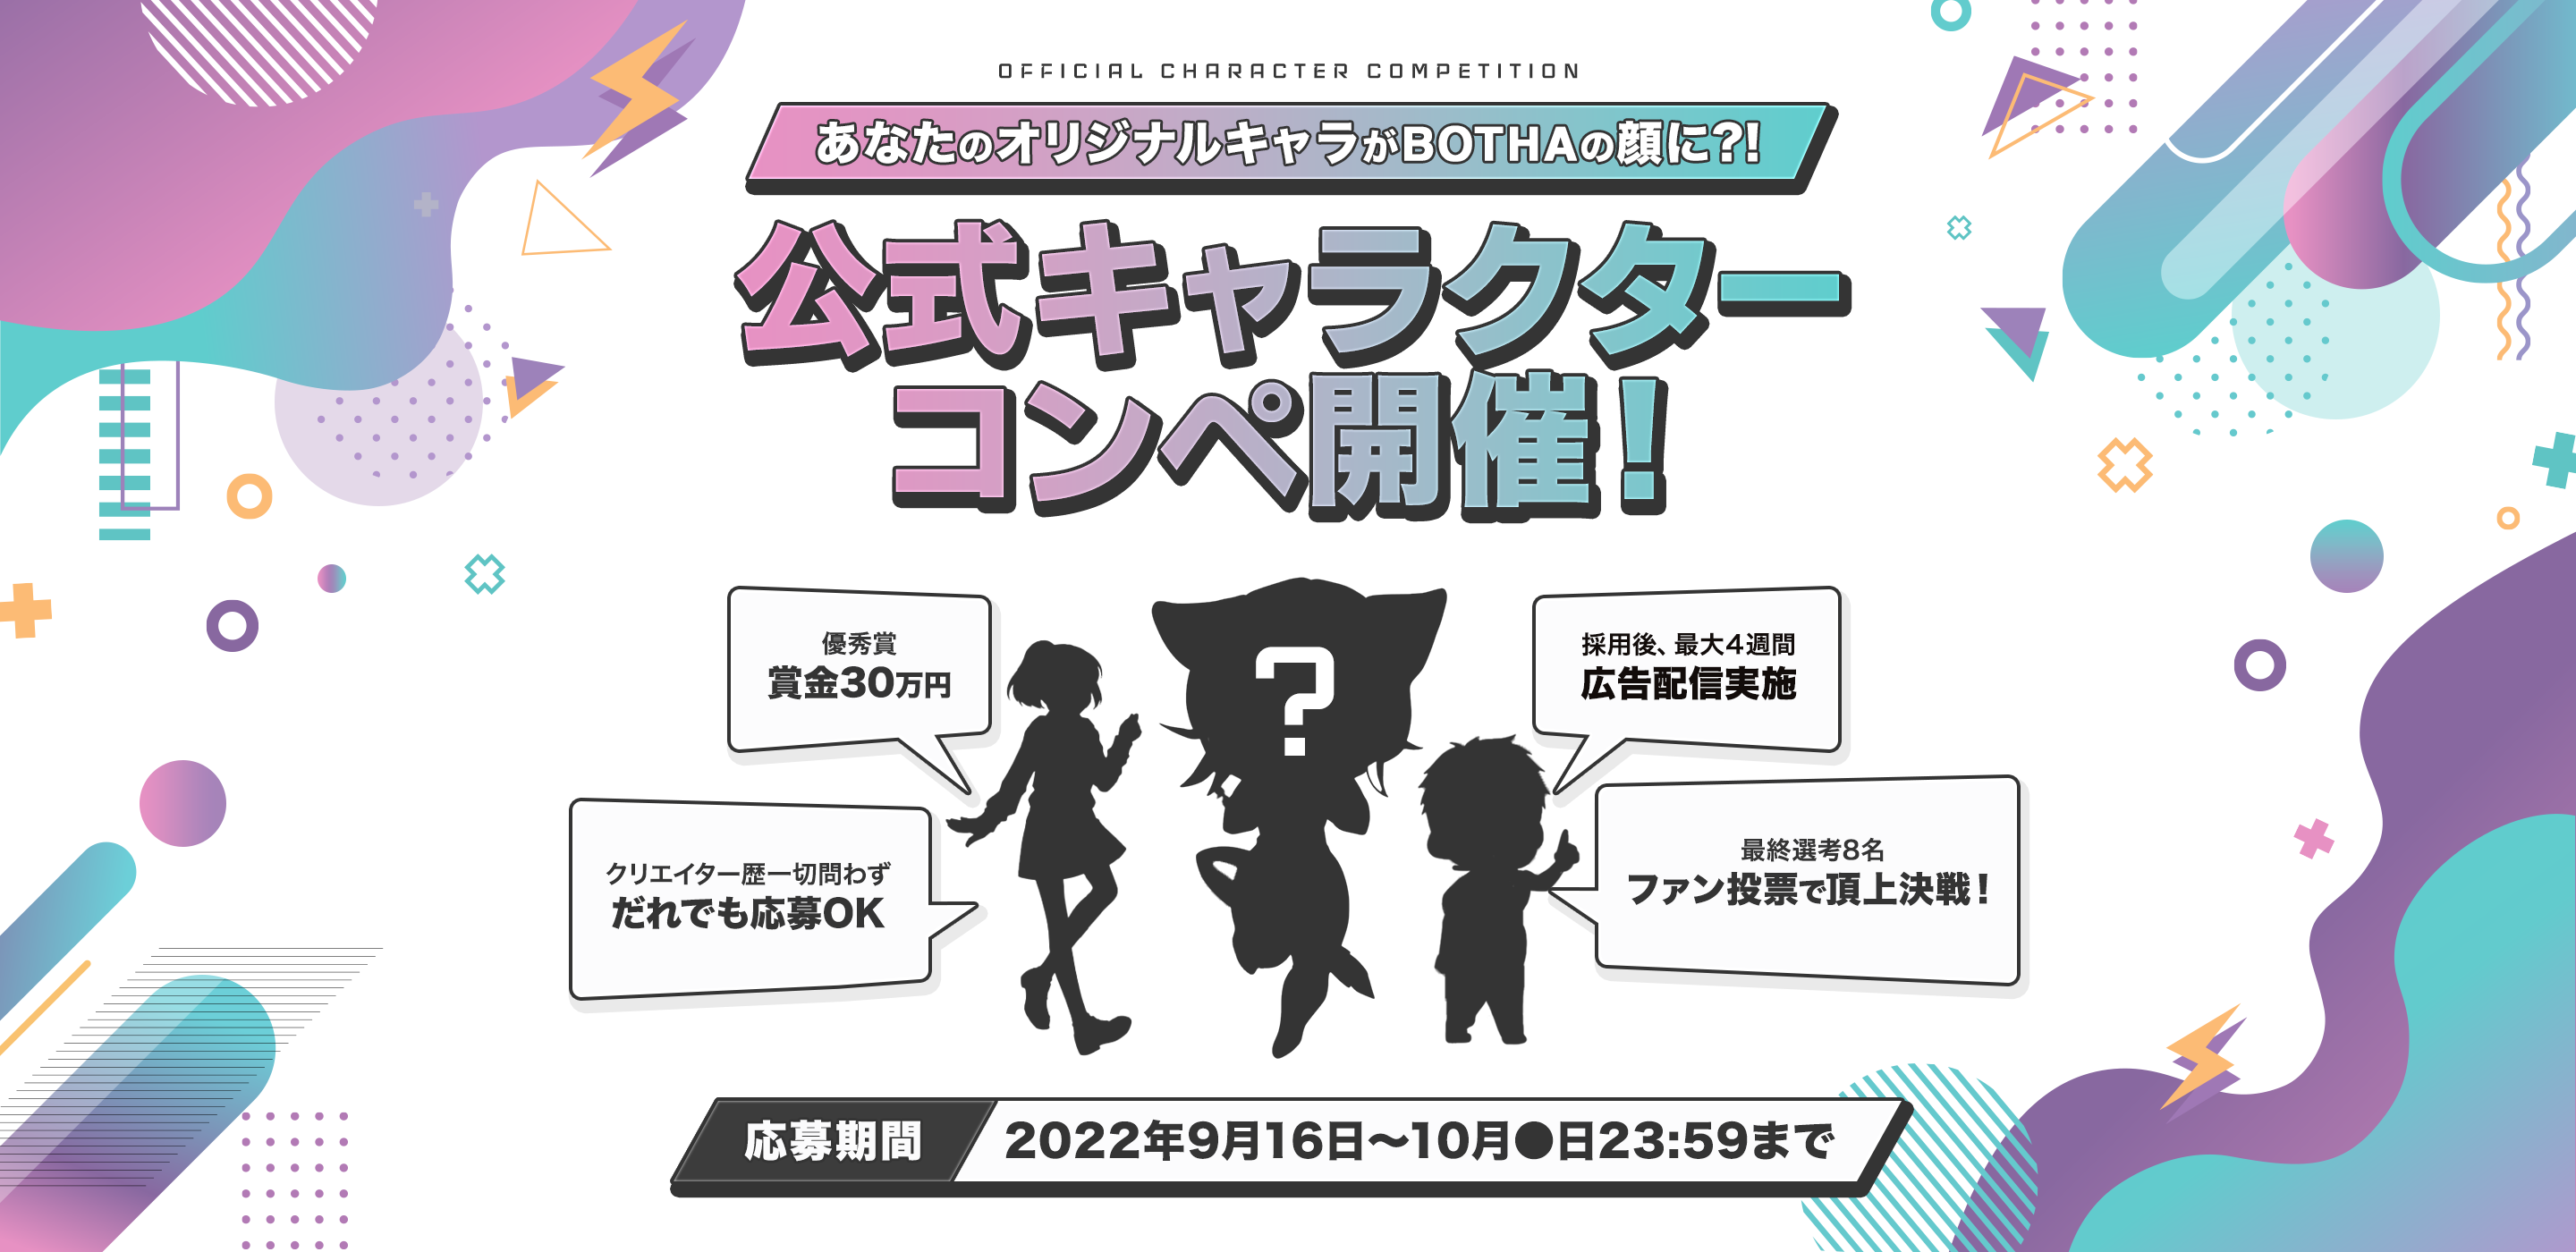 OFFICIAL CHARACTER COMPETITION
あなたのオリジナルキャラがBOTHAの顔に?!
公式キャラクター
コンペ開催!
優秀賞
賞金30万円
採用後、最大4週間
広告配信実施
?
クリエイター歴一切問わず
だれでも応募OK
最終選考8名
ファン投票で頂上決戦!
応募期間
2022年9月16日～10月●日23:59まで